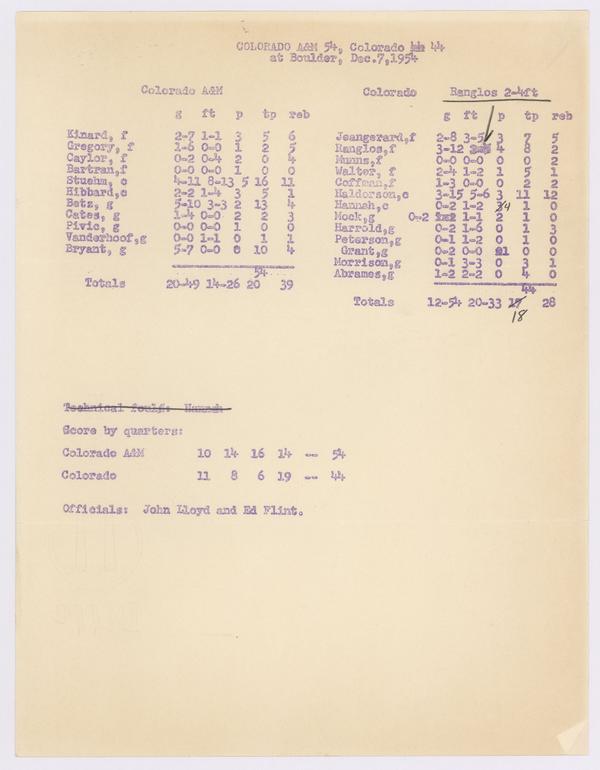 COLORADO A&M 54, Colorado 44 44
at Boulder, Dec.7,1954
Colorado A&M Colorado Ranglos 2-4ft
g ft p tp reb g ft p tp reb
Kinard, f 2-7 1-1 3 5 6 Jeangerard,f 2-8 3-5 3 7 5
Gregory, f 1-6 0-0 1 2 5 Ranglos,f 3-12 4 8 2
Caylor, f 0-2 0-4 2 0 4 Munns,f 0-0 0-0 0 0 2
Bartran,f 0-0 0-0 1 0 0 Walter, f 2-4 1-2 1 5 1
Stuehm, c 4-11 8-13 5 16 11 Coffman,f 1-3 0-0 0 2 2
Hibbard,c 2-2 1-4 3 5 1 Haldorson,c 3-15 5-6 3 11 12
Betz, g 5-10 3-3 2 13 4 Hannah,c 0-2 1-2 4 1 0
Cates, g 1-4 0-0 2 2 3 Mock,g 0-2 1-1 2 1 0
Pivic, g 0-0 0-0 1 0 0 Harrold,g 0-2 1-6 0 1 3
Vanderhoof,g 0-0 1-1 0 1 1 Peterson,g 0-1 1-2 0 1 0
Bryant, g 5-7 0-0 0 10 4 Grant,g 0-2 0-0 1 0 0
Morrison,g 0-1 3-3 0 3 1
Abrames,g 1-2 2-2 0 4 0
54 44
Totals 20-49 14-26 20 39 Totals 12-54 20-33 17 28
18
Technical fouls: Hannah
Score by quarters:
Colorado A&M 10 14 16 14 -- 54
Colorado 11 8 6 19 -- 44
Officials: John Lloyd and Ed Flint.